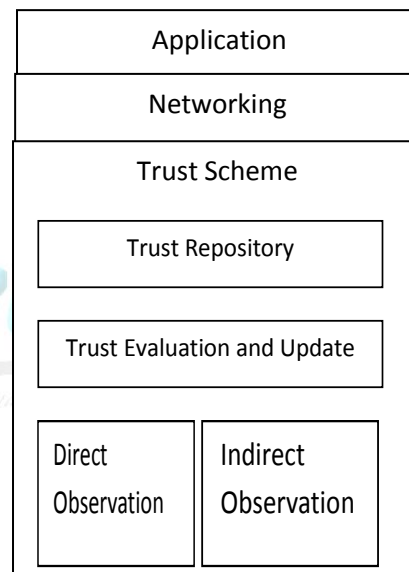 Application
Networking
Trust Scheme
Trust Repository
Trust Evaluation and Update
Direct
Observation
Indirect
Observation